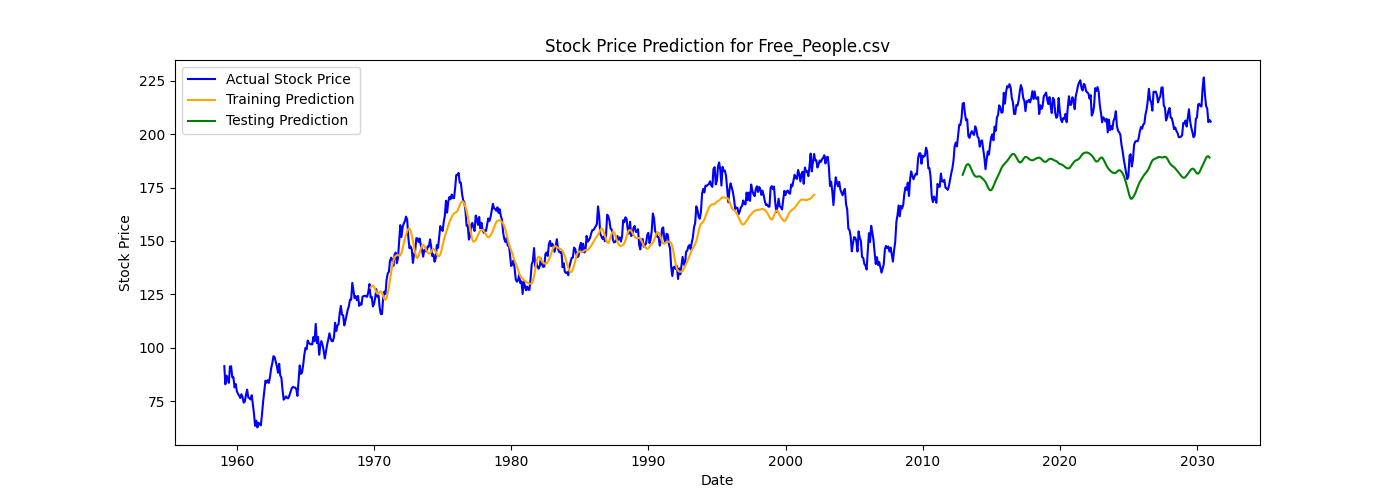 Stock Price Prediction for Free_People.csv
Actual Stock Price
Training Prediction
Testing Prediction
Stock Price
225
200
175
150
125
100
75
1960 1970 1980 1990 2000 2010 2020 2030
Date